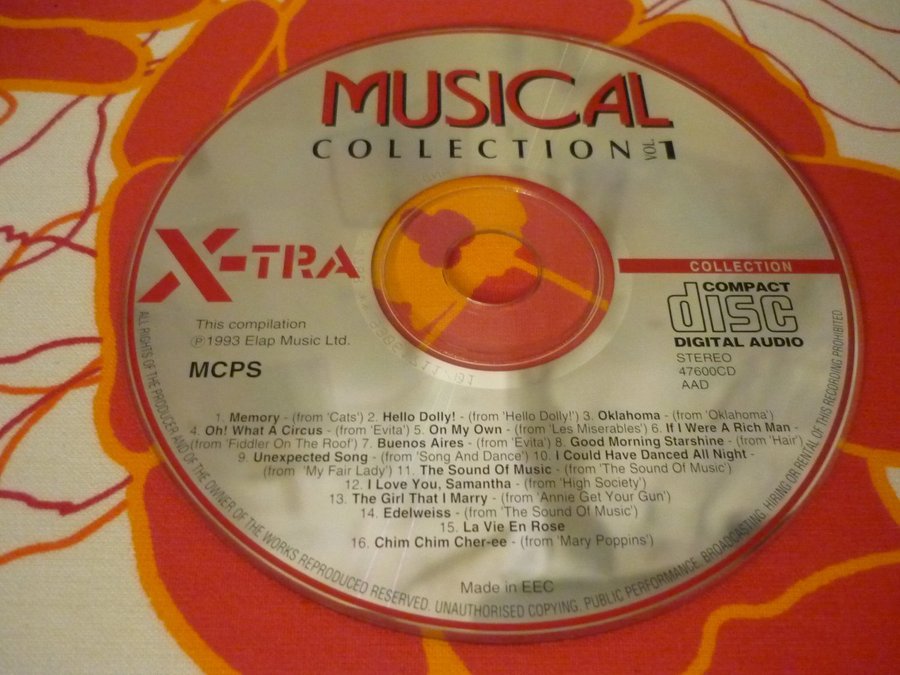 MUSICAL
COLLECTION VOL. 1
X-TRA
COLLECTION
COMPACT
disc
DIGITAL AUDIO
STEREO
47600CD
AAD
This compilation
℗1993 Elap Music Ltd.
MCPS
1. Memory - (from 'Cats') 2. Hello Dolly! - (from 'Hello Dolly!') 3. Oklahoma - (from 'Oklahoma')
4. Oh! What A Circus - (from 'Evita') 5. On My Own - (from 'Les Miserables') 6. If I Were A Rich Man -
(from 'Fiddler On The Roof') 7. Buenos Aires - (from 'Evita') 8. Good Morning Starshine - (from 'Hair')
9. Unexpected Song - (from 'Song And Dance') 10. I Could Have Danced All Night -
(from 'My Fair Lady') 11. The Sound Of Music - (from 'The Sound Of Music')
12. I Love You, Samantha - (from 'High Society')
13. The Girl That I Marry - (from 'Annie Get Your Gun')
14. Edelweiss - (from 'The Sound Of Music')
15. La Vie En Rose
16. Chim Chim Cher-ee - (from 'Mary Poppins')
Made in EEC
ALL RIGHTS OF THE PRODUCER AND OF THE OWNER OF THE WORKS REPRODUCED RESERVED. UNAUTHORISED COPYING, PUBLIC PERFORMANCE, BROADCASTING, HIRING OR RENTAL OF THIS RECORDING PROHIBITED